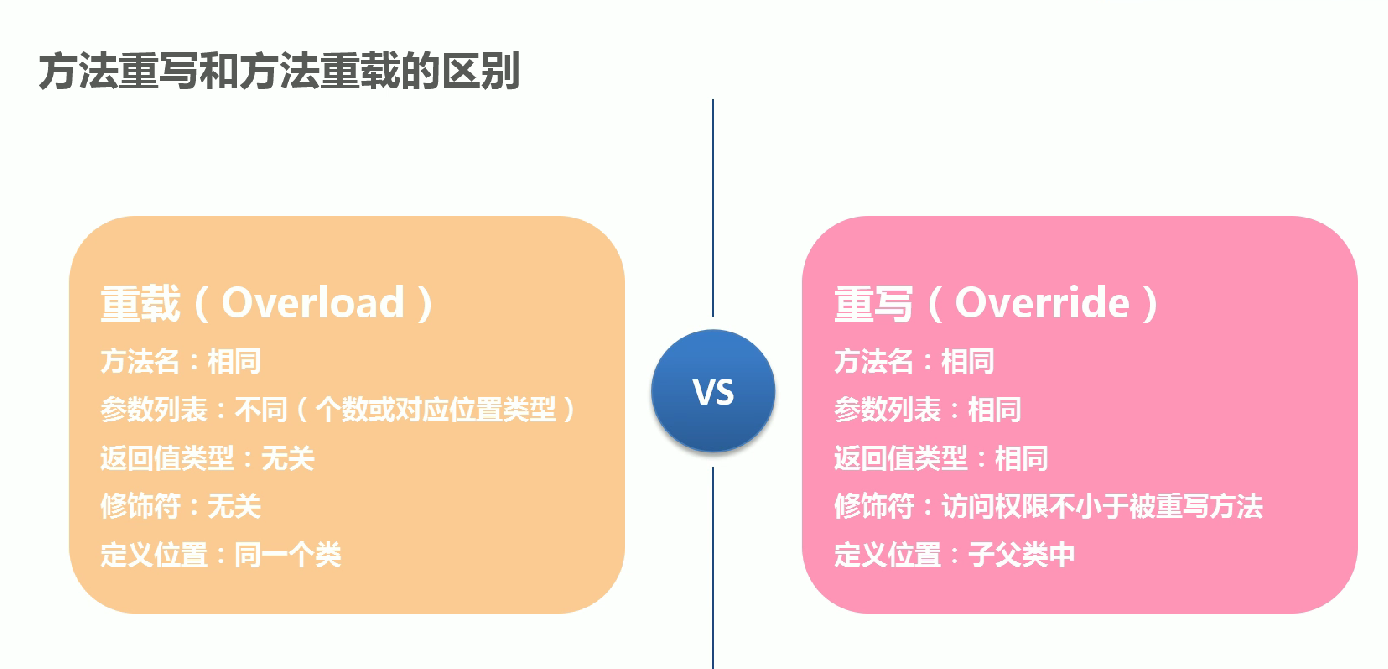 方法重写和方法重载的区别
重载（Overload）
方法名：相同
参数列表：不同（个数或对应位置类型）
返回值类型：无关
修饰符：无关
定义位置：同一个类
VS
重写（Override）
方法名：相同
参数列表：相同
返回值类型：相同
修饰符：访问权限不小于被重写方法
定义位置：子父类中